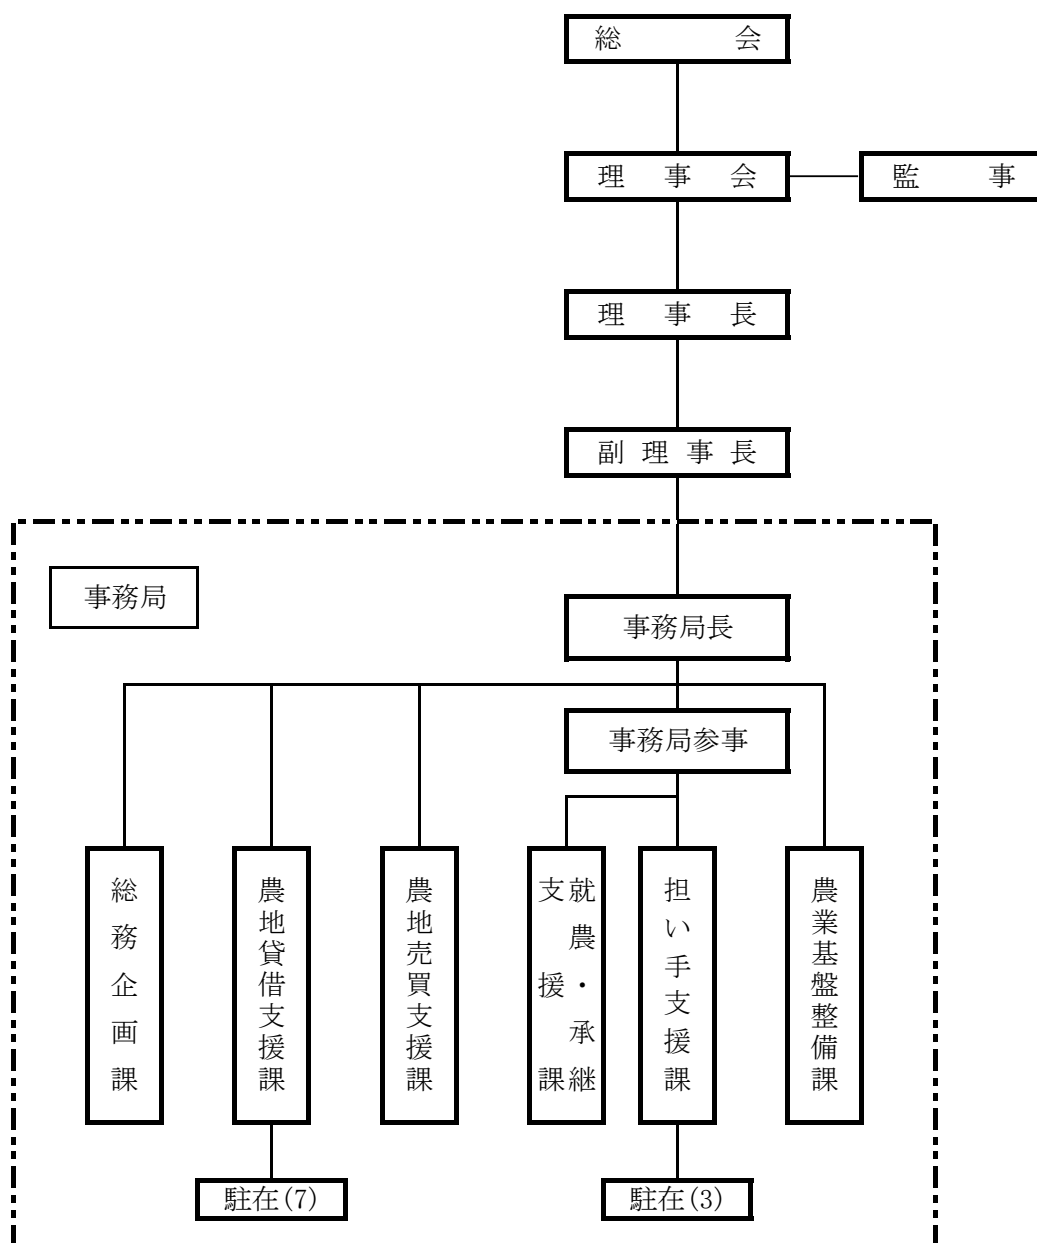 総会
理事会
監事
理事長
副理事長
事務局
事務局長
事務局参事
総務企画課
農地貸借支援課
農地売買支援課
就農・承継
支援課
担い手支援課
農業基盤整備課
駐在(7)
駐在(3)